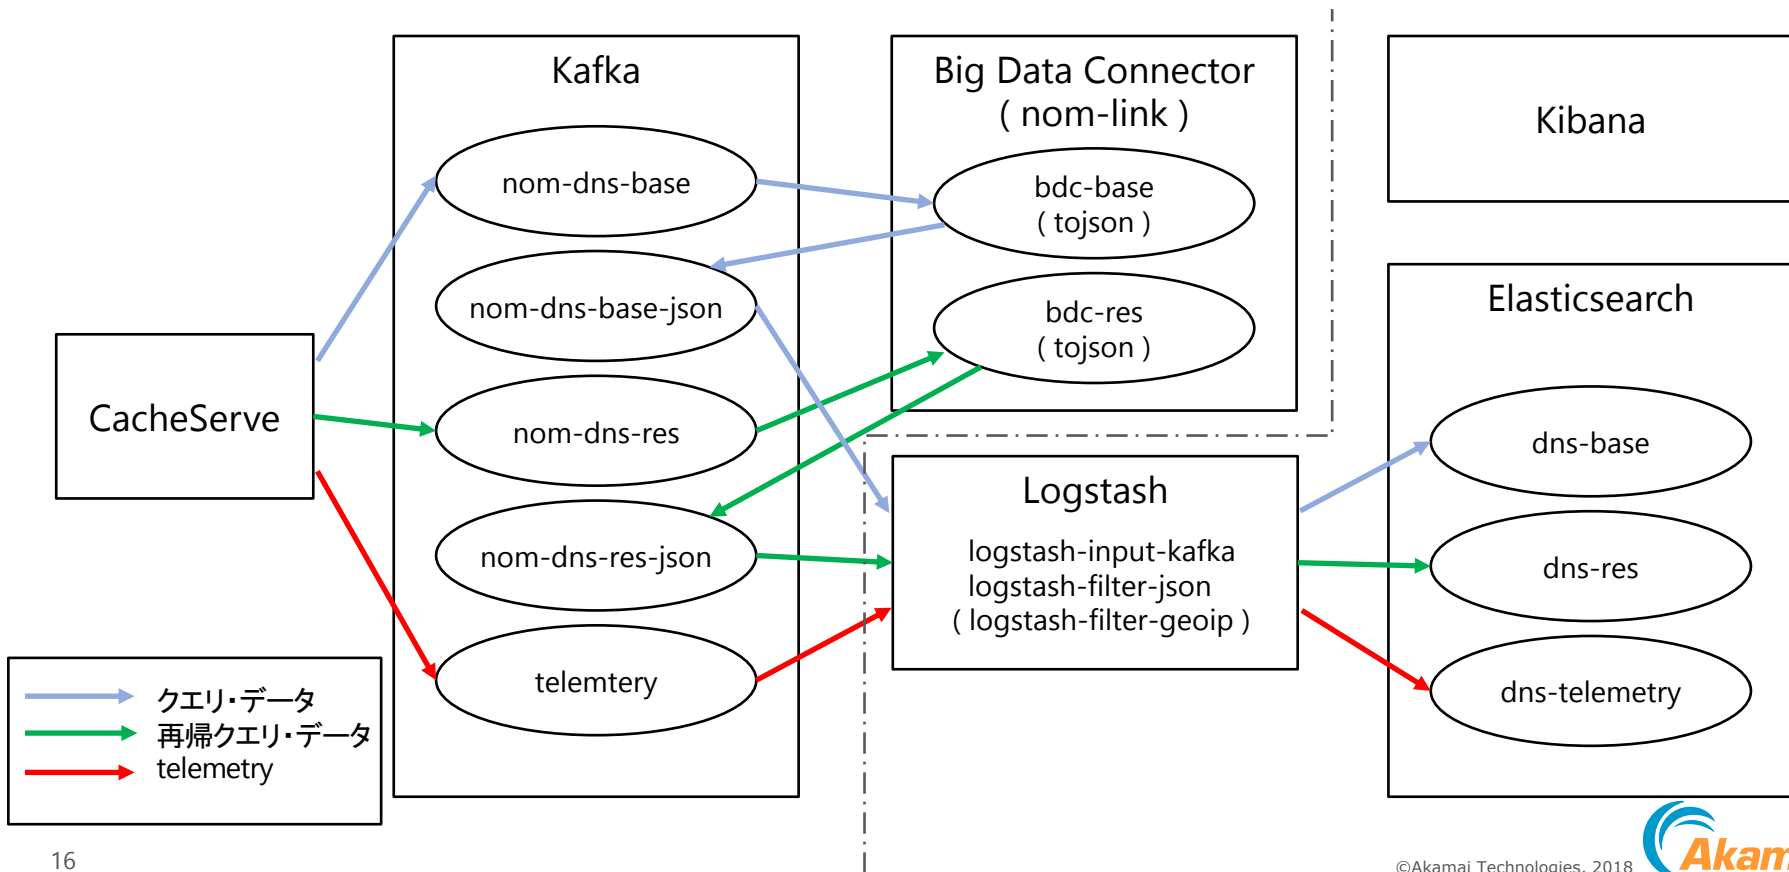 Kafka
nom-dns-base
nom-dns-base-json
nom-dns-res
nom-dns-res-json
telemtery
Big Data Connector
( nom-link )
bdc-base
( tojson )
bdc-res
( tojson )
Kibana
Elasticsearch
dns-base
dns-res
dns-telemetry
CacheServe
Logstash
logstash-input-kafka
logstash-filter-json
( logstash-filter-geoip )
クエリ・データ
再帰クエリ・データ
telemetry
16
©Akamai Technologies, 2018
Akam